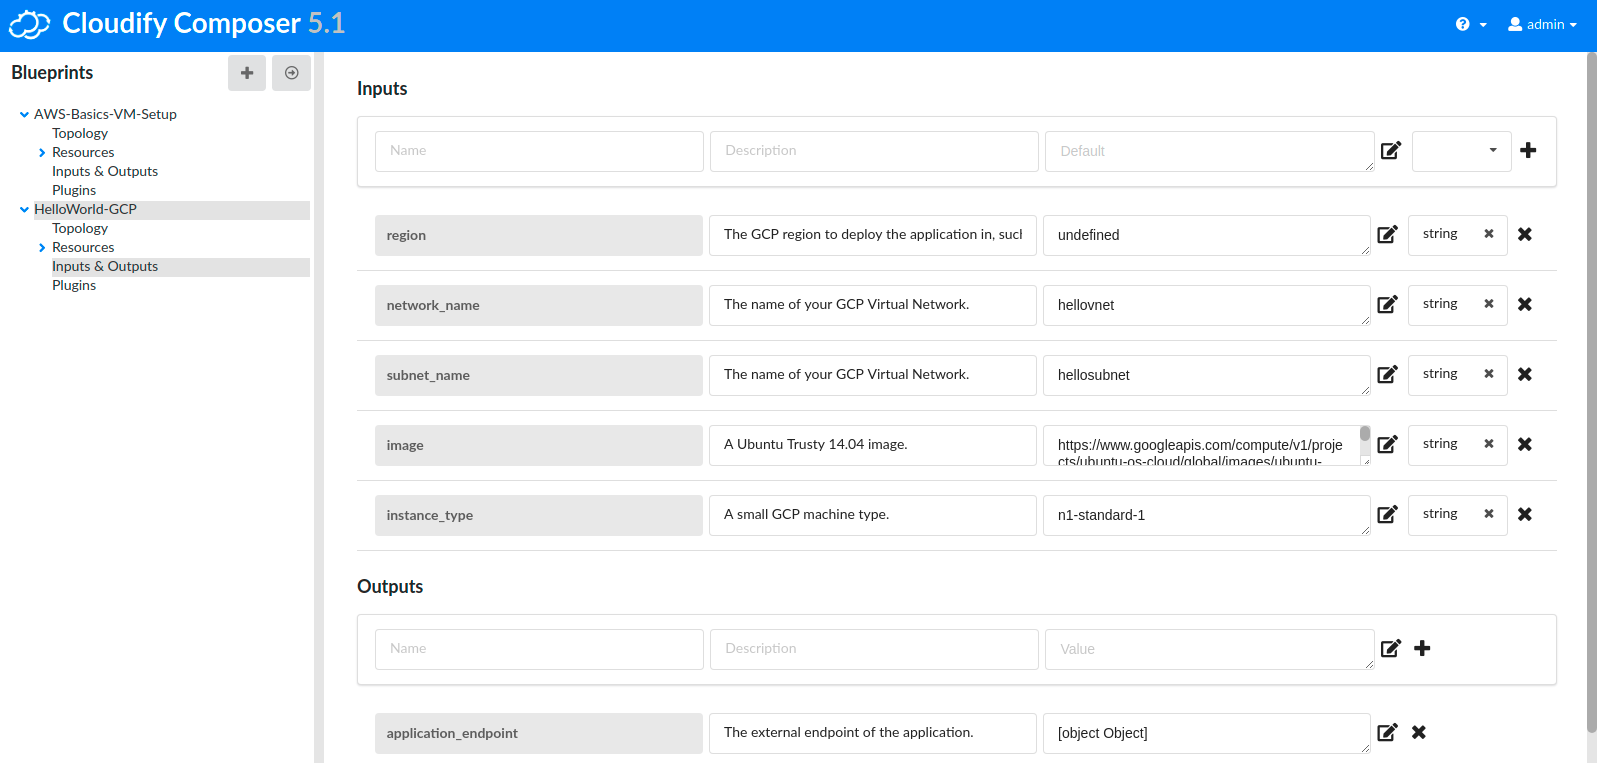 Cloudify Composer 5.1
admin
Blueprints
AWS-Basics-VM-Setup
Topology
Resources
Inputs & Outputs
Plugins
HelloWorld-GCP
Topology
Resources
Inputs & Outputs
Plugins
Inputs
Name Description Default
region The GCP region to deploy the application in, such undefined string
network_name The name of your GCP Virtual Network. hellovnet string
subnet_name The name of your GCP Virtual Network. hellosubnet string
image A Ubuntu Trusty 14.04 image. https://www.googleapis.com/compute/v1/proje string
cts/ubuntu-os-cloud/global/images/ubuntu-
instance_type A small GCP machine type. n1-standard-1 string
Outputs
Name Description Value
application_endpoint The external endpoint of the application. [object Object]